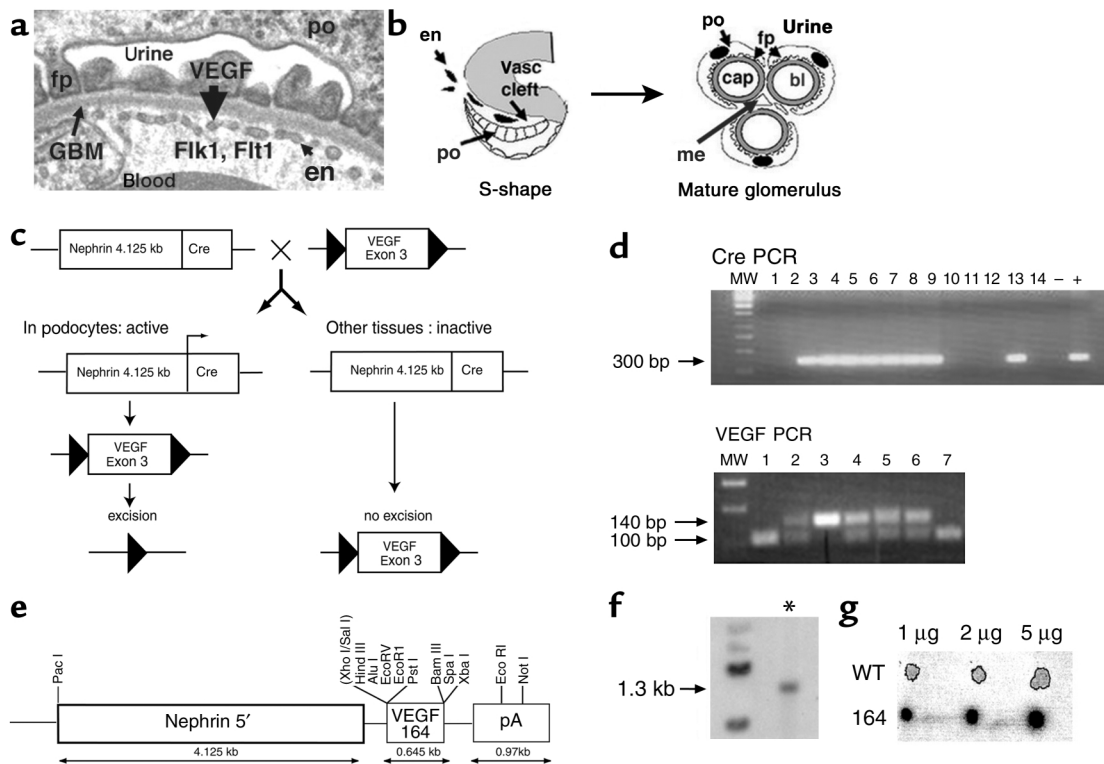 a
po
Urine
fp
VEGF
GBM
Flk1, Flt1
en
Blood
b
en
Vasc
cleft
po
S-shape
po
fp
Urine
cap
bl
me
Mature glomerulus
c
Nephrin 4.125 kb
Cre
VEGF
Exon 3
In podocytes: active
Other tissues : inactive
Nephrin 4.125 kb
Cre
Nephrin 4.125 kb
Cre
VEGF
Exon 3
excision
no excision
VEGF
Exon 3
d
Cre PCR
MW 1 2 3 4 5 6 7 8 9 10 11 12 13 14 – +
300 bp
VEGF PCR
MW 1 2 3 4 5 6 7
140 bp
100 bp
e
Pac I
(Xho I/Sal I)
Hind III
Alu I
EcoRV
EcoR1
Pst I
Bam III
Spa I
Xba I
Eco RI
Not I
Nephrin 5′
VEGF
164
pA
4.125 kb
0.645 kb
0.97kb
f
*
1.3 kb
g
1 µg 2 µg 5 µg
WT
164